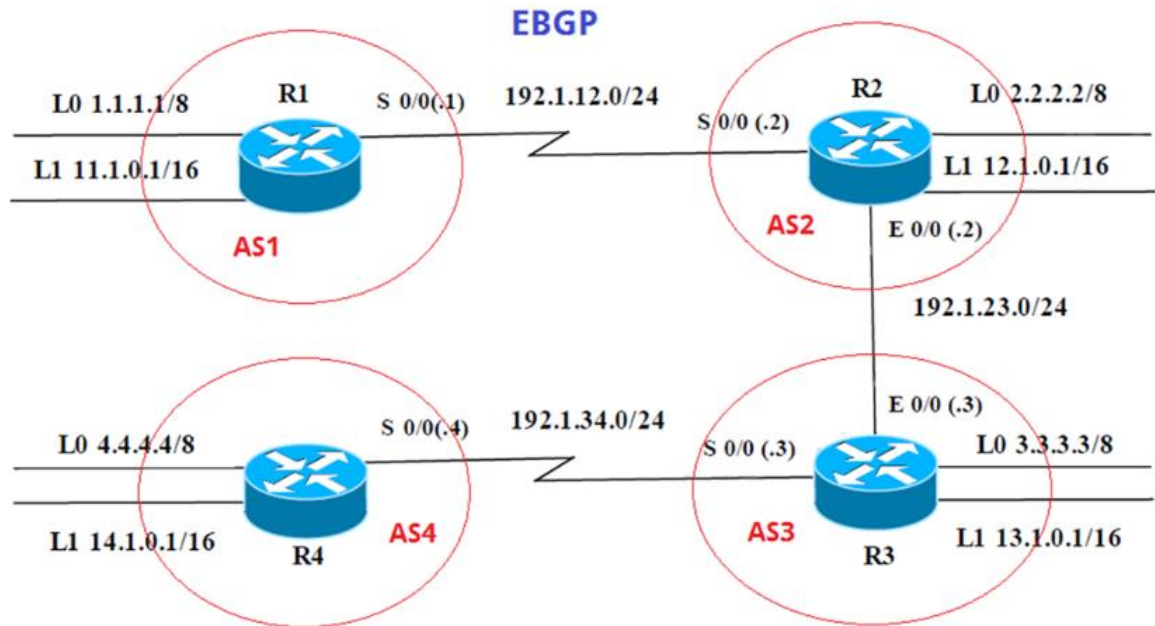 EBGP
L0 1.1.1.1/8
R1
S 0/0(.1)
192.1.12.0/24
R2
L0 2.2.2.2/8
S 0/0 (.2)
L1 11.1.0.1/16
L1 12.1.0.1/16
AS1
AS2
E 0/0 (.2)
192.1.23.0/24
L0 4.4.4.4/8
S 0/0(.4)
192.1.34.0/24
E 0/0 (.3)
S 0/0 (.3)
L0 3.3.3.3/8
L1 14.1.0.1/16
R4
AS4
AS3
R3
L1 13.1.0.1/16